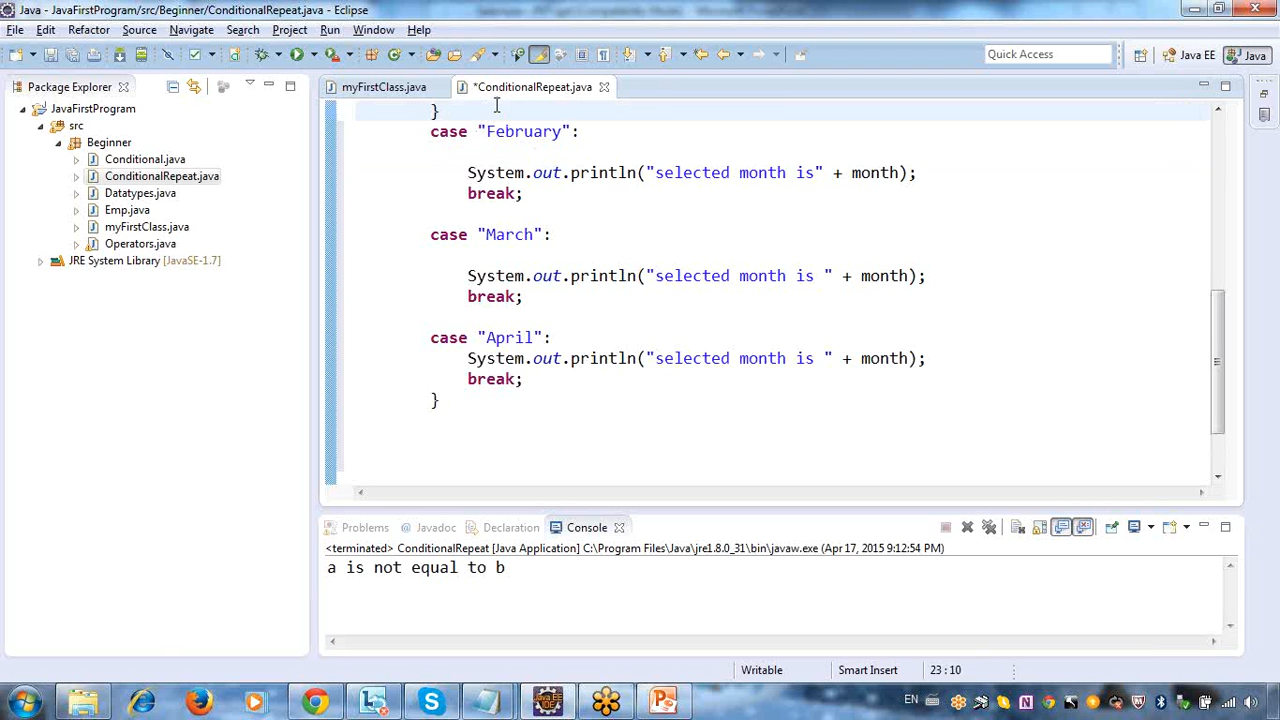 Java - JavaFirstProgram/src/Beginner/ConditionalRepeat.java - Eclipse
File Edit Refactor Source Navigate Search Project Run Window Help
Quick Access
Java EE
Java
Package Explorer
myFirstClass.java
*ConditionalRepeat.java
JavaFirstProgram
src
Beginner
Conditional.java
ConditionalRepeat.java
Datatypes.java
Emp.java
myFirstClass.java
Operators.java
JRE System Library [JavaSE-1.7]
}
case "February":
System.out.println("selected month is" + month);
break;
case "March":
System.out.println("selected month is " + month);
break;
case "April":
System.out.println("selected month is " + month);
break;
}
Problems
Javadoc
Declaration
Console
<terminated> ConditionalRepeat [Java Application] C:\Program Files\Java\jre1.8.0_31\bin\javaw.exe (Apr 17, 2015 9:12:54 PM)
a is not equal to b
Writable
Smart Insert
23 : 10
EN